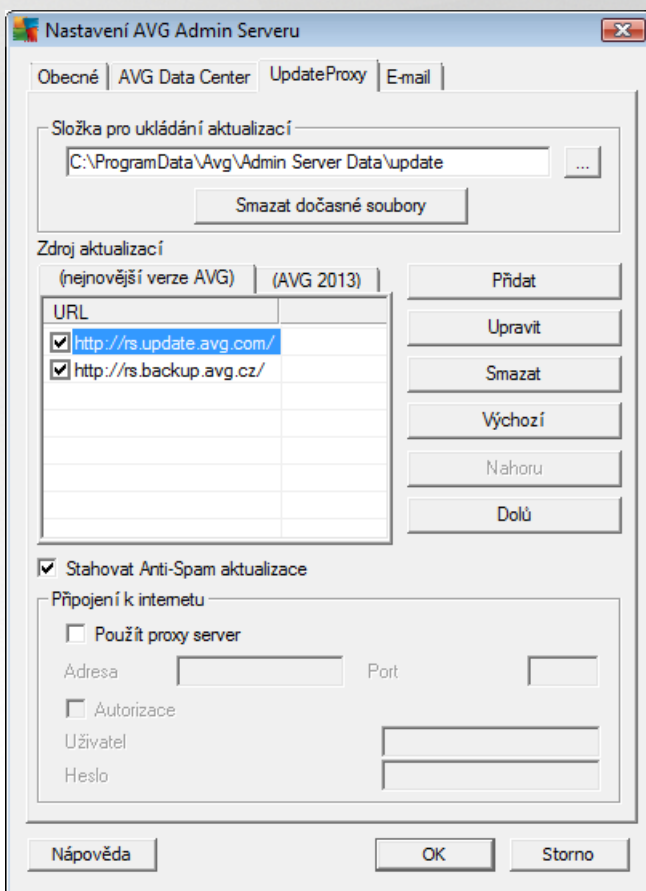 Nastavení AVG Admin Serveru
Obecné AVG Data Center UpdateProxy E-mail
Složka pro ukládání aktualizací
C:\ProgramData\Avg\Admin Server Data\update ...
Smazat dočasné soubory
Zdroj aktualizací
(nejnovější verze AVG) (AVG 2013) Přidat
URL
Upravit
http://rs.update.avg.com/
http://rs.backup.avg.cz/ Smazat
Výchozí
Nahoru
Dolů
Stahovat Anti-Spam aktualizace
Připojení k internetu
Použít proxy server
Adresa Port
Autorizace
Uživatel
Heslo
Nápověda OK Storno